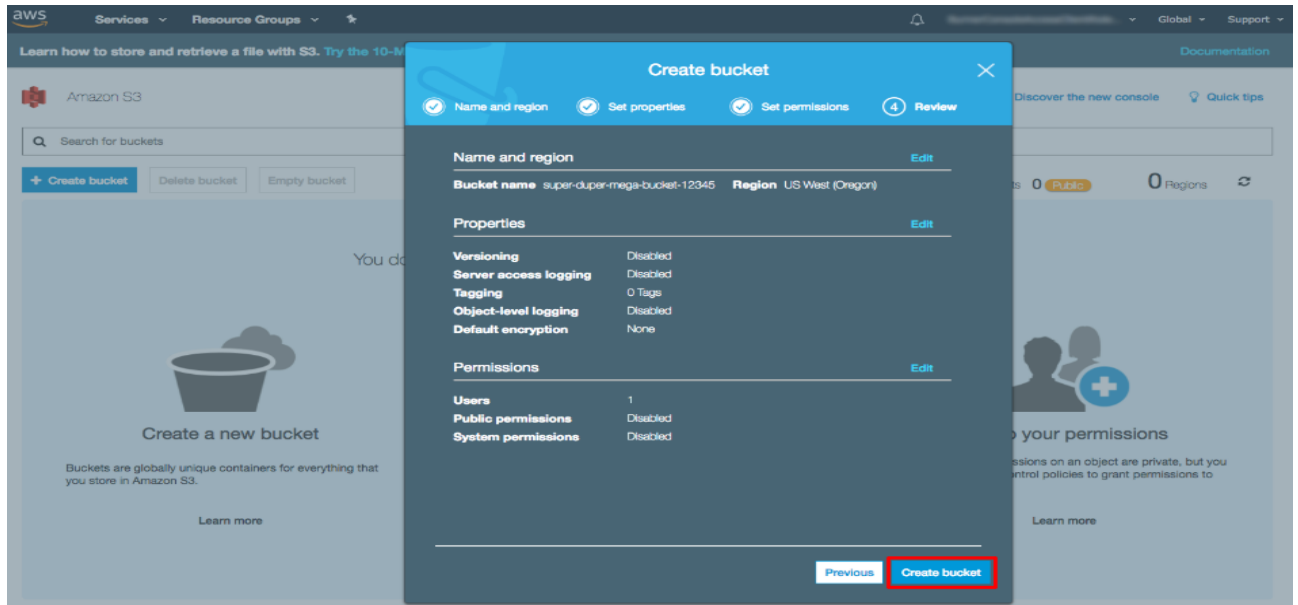 aws Services Resource Groups Global Support
Learn how to store and retrieve a file with S3. Try the 10-M Documentation
Amazon S3 Discover the new console Quick tips
Search for buckets
+ Create bucket Delete bucket Empty bucket 0 Public 0 Regions
You do
Create a new bucket
Buckets are globally unique containers for everything that
you store in Amazon S3.
Learn more
Create bucket
Name and region Set properties Set permissions 4 Review
Name and region Edit
Bucket name super-duper-mega-bucket-12345 Region US West (Oregon)
Properties Edit
Versioning Disabled
Server access logging Disabled
Tagging 0 Tags
Object-level logging Disabled
Default encryption None
Permissions Edit
Users 1
Public permissions Disabled
System permissions Disabled
Previous Create bucket
your permissions
ssions on an object are private, but you
ntrol policies to grant permissions to
Learn more